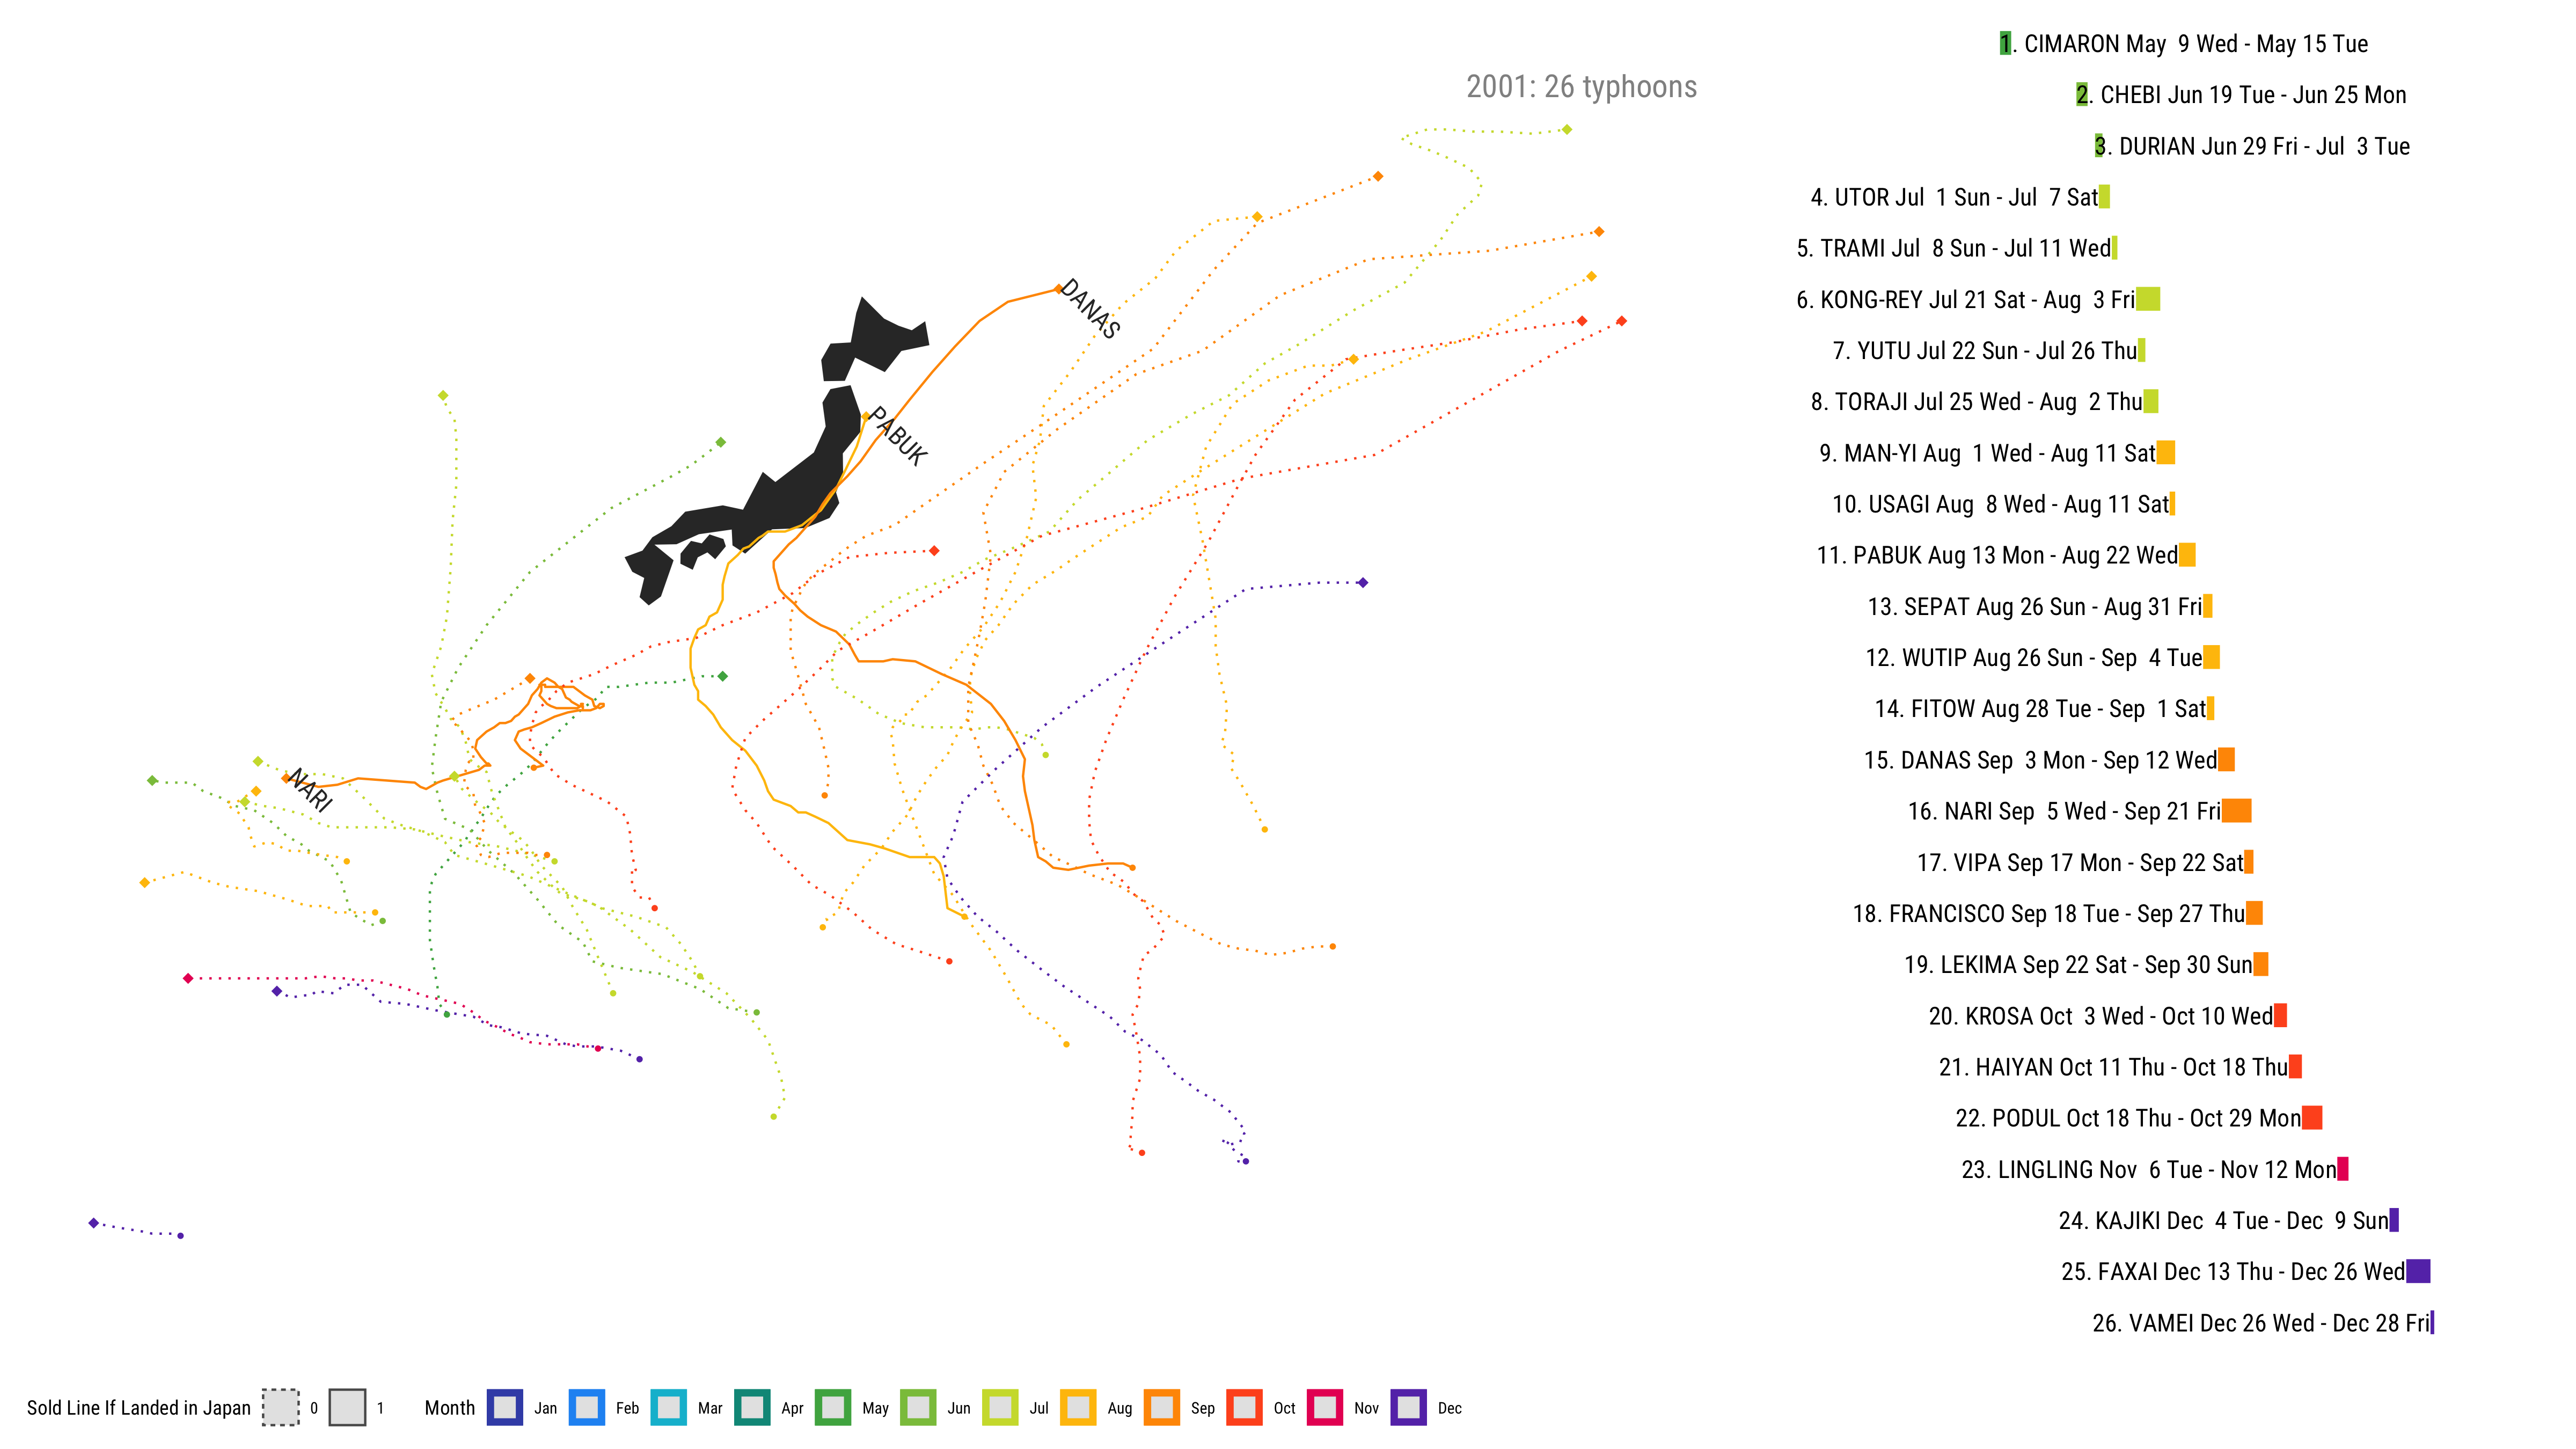 2001: 26 typhoons
DANAS
PABUK
NARI
1. CIMARON May  9 Wed - May 15 Tue
2. CHEBI Jun 19 Tue - Jun 25 Mon
3. DURIAN Jun 29 Fri - Jul  3 Tue
4. UTOR Jul  1 Sun - Jul  7 Sat
5. TRAMI Jul  8 Sun - Jul 11 Wed
6. KONG-REY Jul 21 Sat - Aug  3 Fri
7. YUTU Jul 22 Sun - Jul 26 Thu
8. TORAJI Jul 25 Wed - Aug  2 Thu
9. MAN-YI Aug  1 Wed - Aug 11 Sat
10. USAGI Aug  8 Wed - Aug 11 Sat
11. PABUK Aug 13 Mon - Aug 22 Wed
13. SEPAT Aug 26 Sun - Aug 31 Fri
12. WUTIP Aug 26 Sun - Sep  4 Tue
14. FITOW Aug 28 Tue - Sep  1 Sat
15. DANAS Sep  3 Mon - Sep 12 Wed
16. NARI Sep  5 Wed - Sep 21 Fri
17. VIPA Sep 17 Mon - Sep 22 Sat
18. FRANCISCO Sep 18 Tue - Sep 27 Thu
19. LEKIMA Sep 22 Sat - Sep 30 Sun
20. KROSA Oct  3 Wed - Oct 10 Wed
21. HAIYAN Oct 11 Thu - Oct 18 Thu
22. PODUL Oct 18 Thu - Oct 29 Mon
23. LINGLING Nov  6 Tue - Nov 12 Mon
24. KAJIKI Dec  4 Tue - Dec  9 Sun
25. FAXAI Dec 13 Thu - Dec 26 Wed
26. VAMEI Dec 26 Wed - Dec 28 Fri
Sold Line If Landed in Japan 0 1 Month Jan Feb Mar Apr May Jun Jul Aug Sep Oct Nov Dec